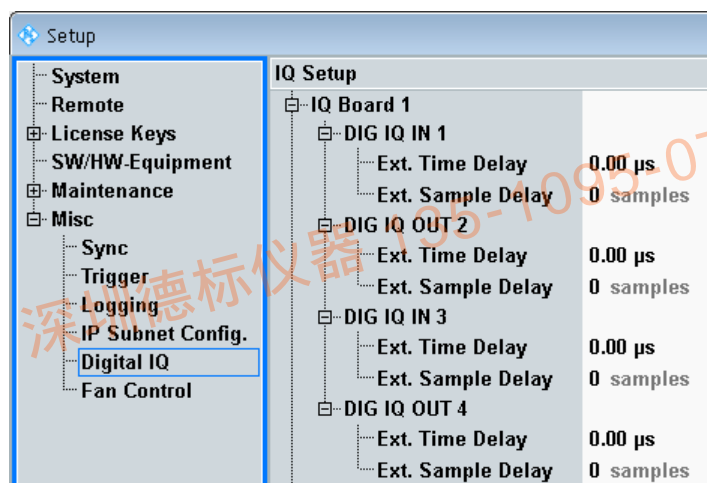 Setup
System
Remote
License Keys
SW/HW-Equipment
Maintenance
Misc
Sync
Trigger
Logging
IP Subnet Config.
Digital IQ
Fan Control
IQ Setup
IQ Board 1
DIG IQ IN 1
Ext. Time Delay 0.00 µs
Ext. Sample Delay 0 samples
DIG IQ OUT 2
Ext. Time Delay 0.00 µs
Ext. Sample Delay 0 samples
DIG IQ IN 3
Ext. Time Delay 0.00 µs
Ext. Sample Delay 0 samples
DIG IQ OUT 4
Ext. Time Delay 0.00 µs
Ext. Sample Delay 0 samples
深圳德标仪器 135-1095-07